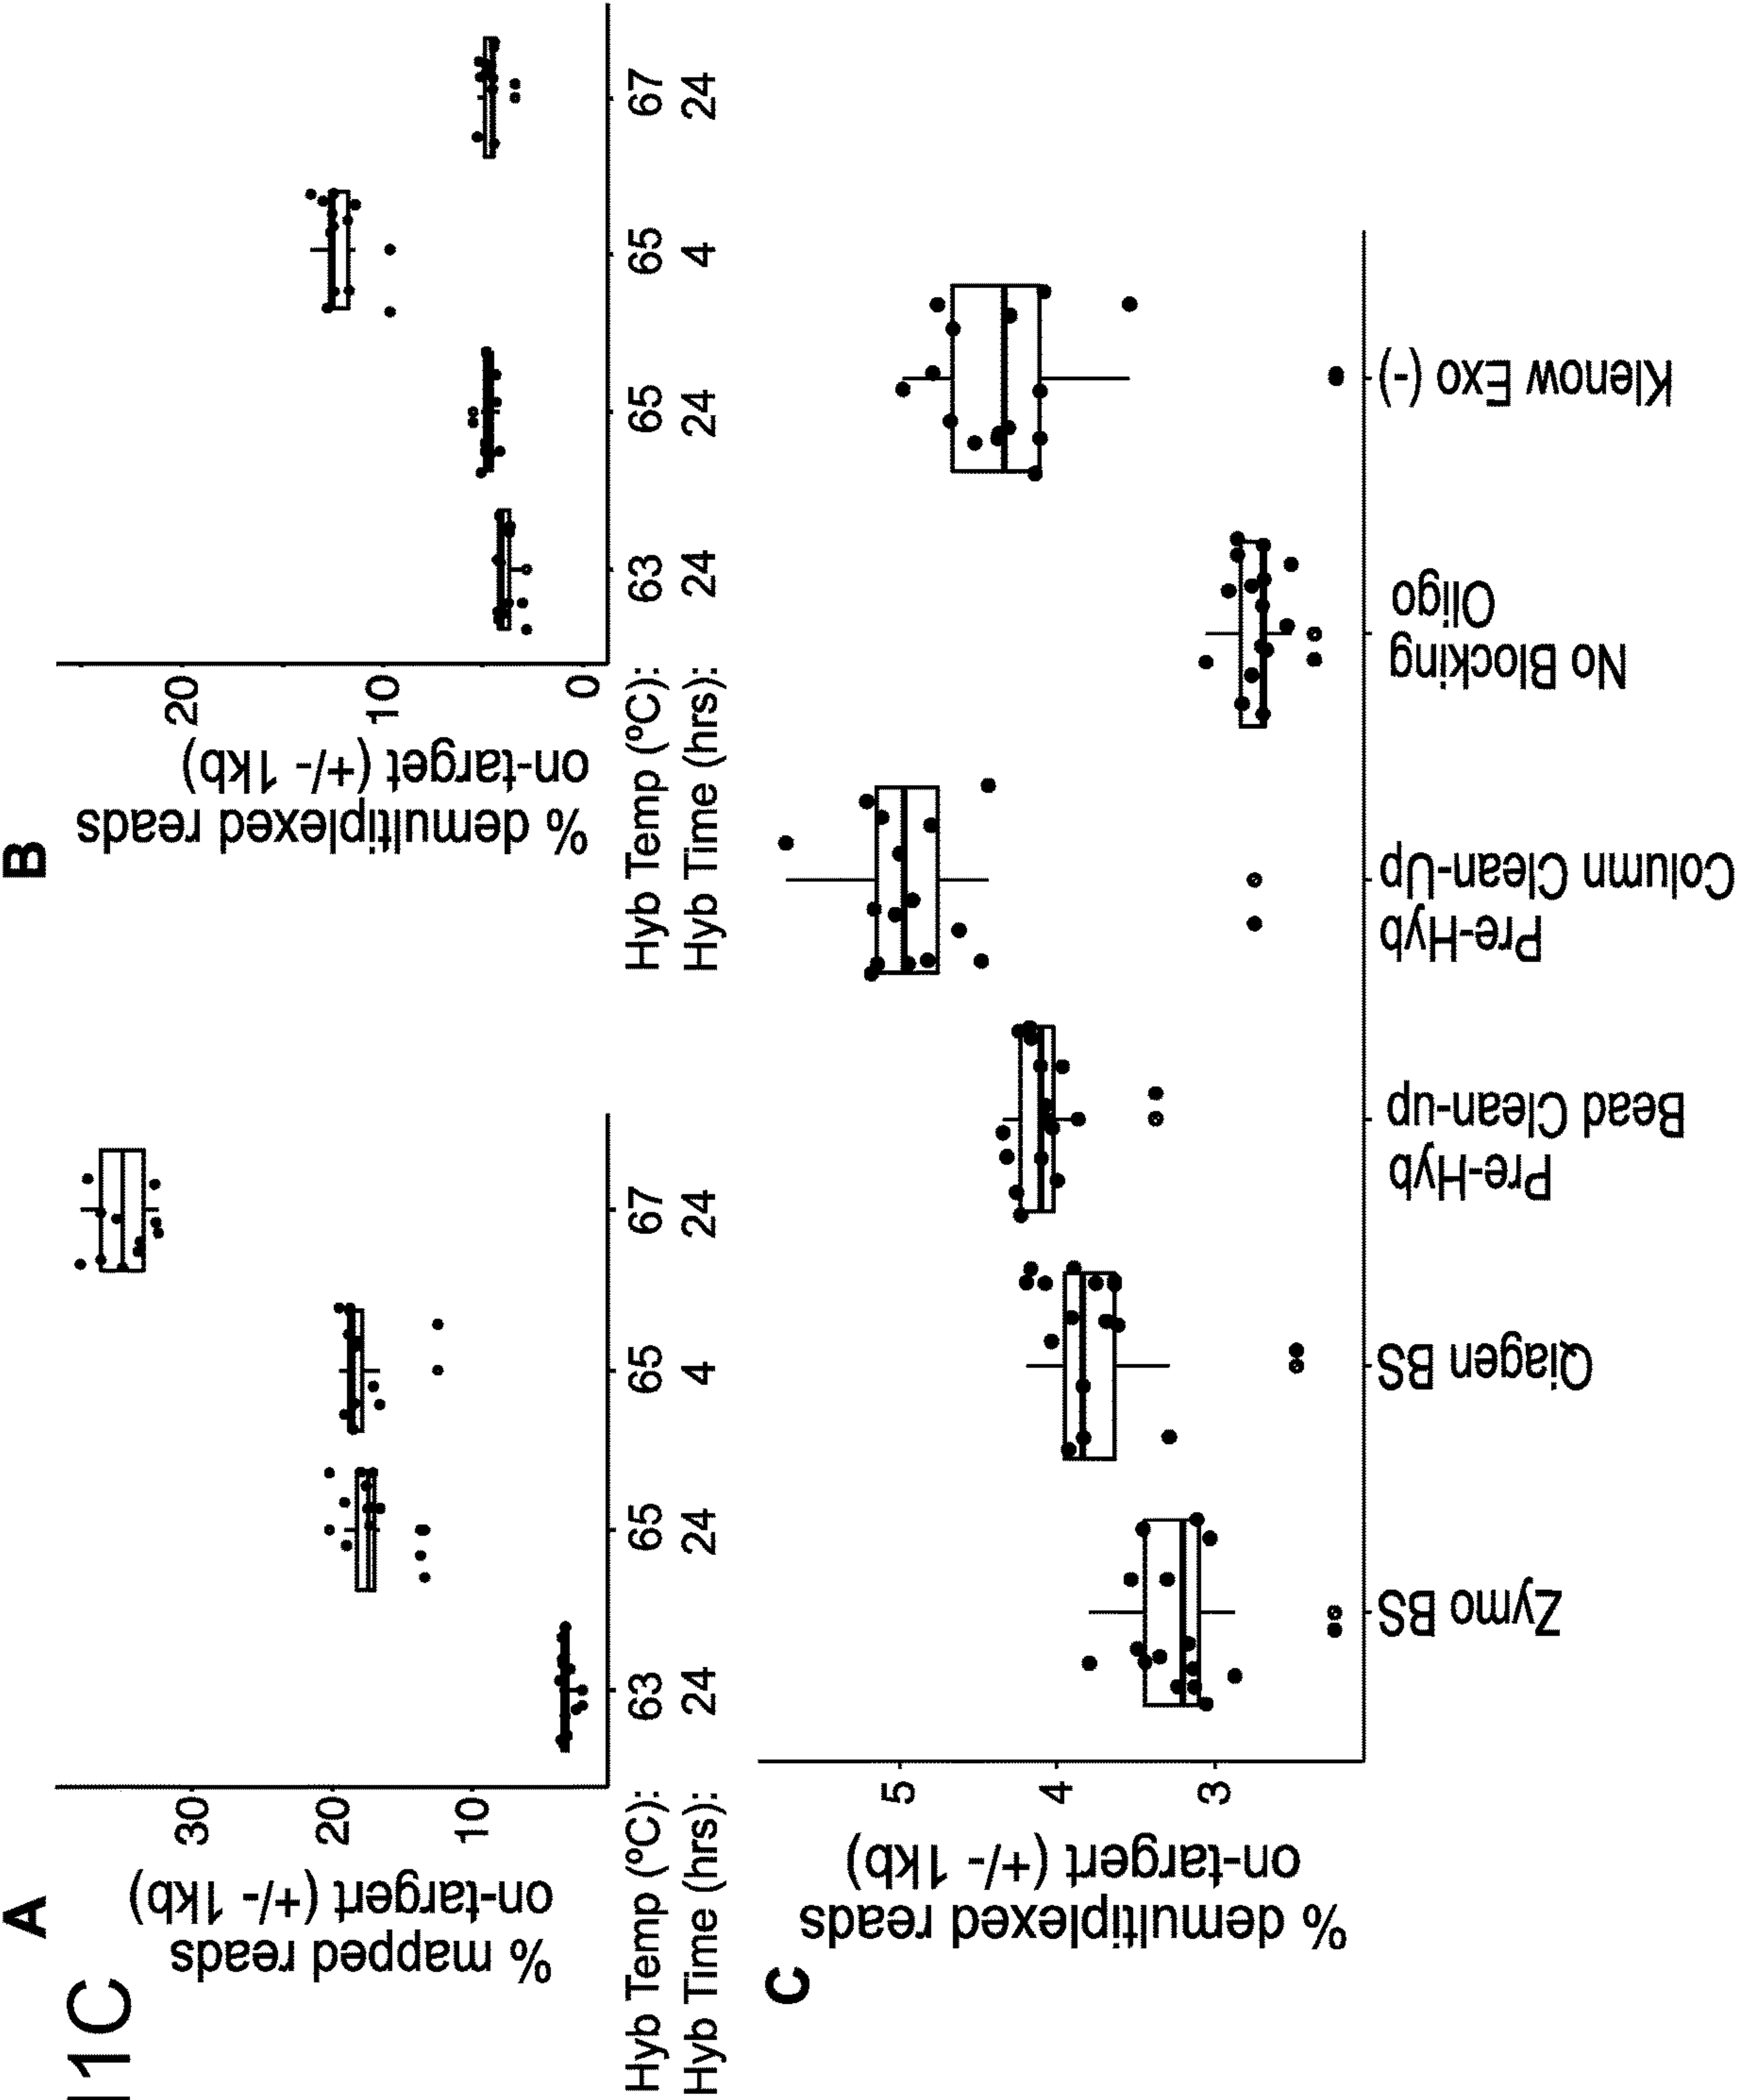 1C
A
% mapped reads
on-targert (+/- 1kb)
30
20
10
Hyb Temp (ºC): 63 65 65 67
Hyb Time (hrs): 24 24 4 24
B
% demultiplexed reads
on-target (+/- 1kb)
20
10
0
Hyb Temp (ºC): 63 65 65 67
Hyb Time (hrs): 24 24 4 24
C
% demultiplexed reads
on-targert (+/- 1kb)
5
4
3
Zymo BS
Qiagen BS
Pre-Hyb
Bead Clean-up
Pre-Hyb
Column Clean-Up
No Blocking
Oligo
Klenow Exo (-)